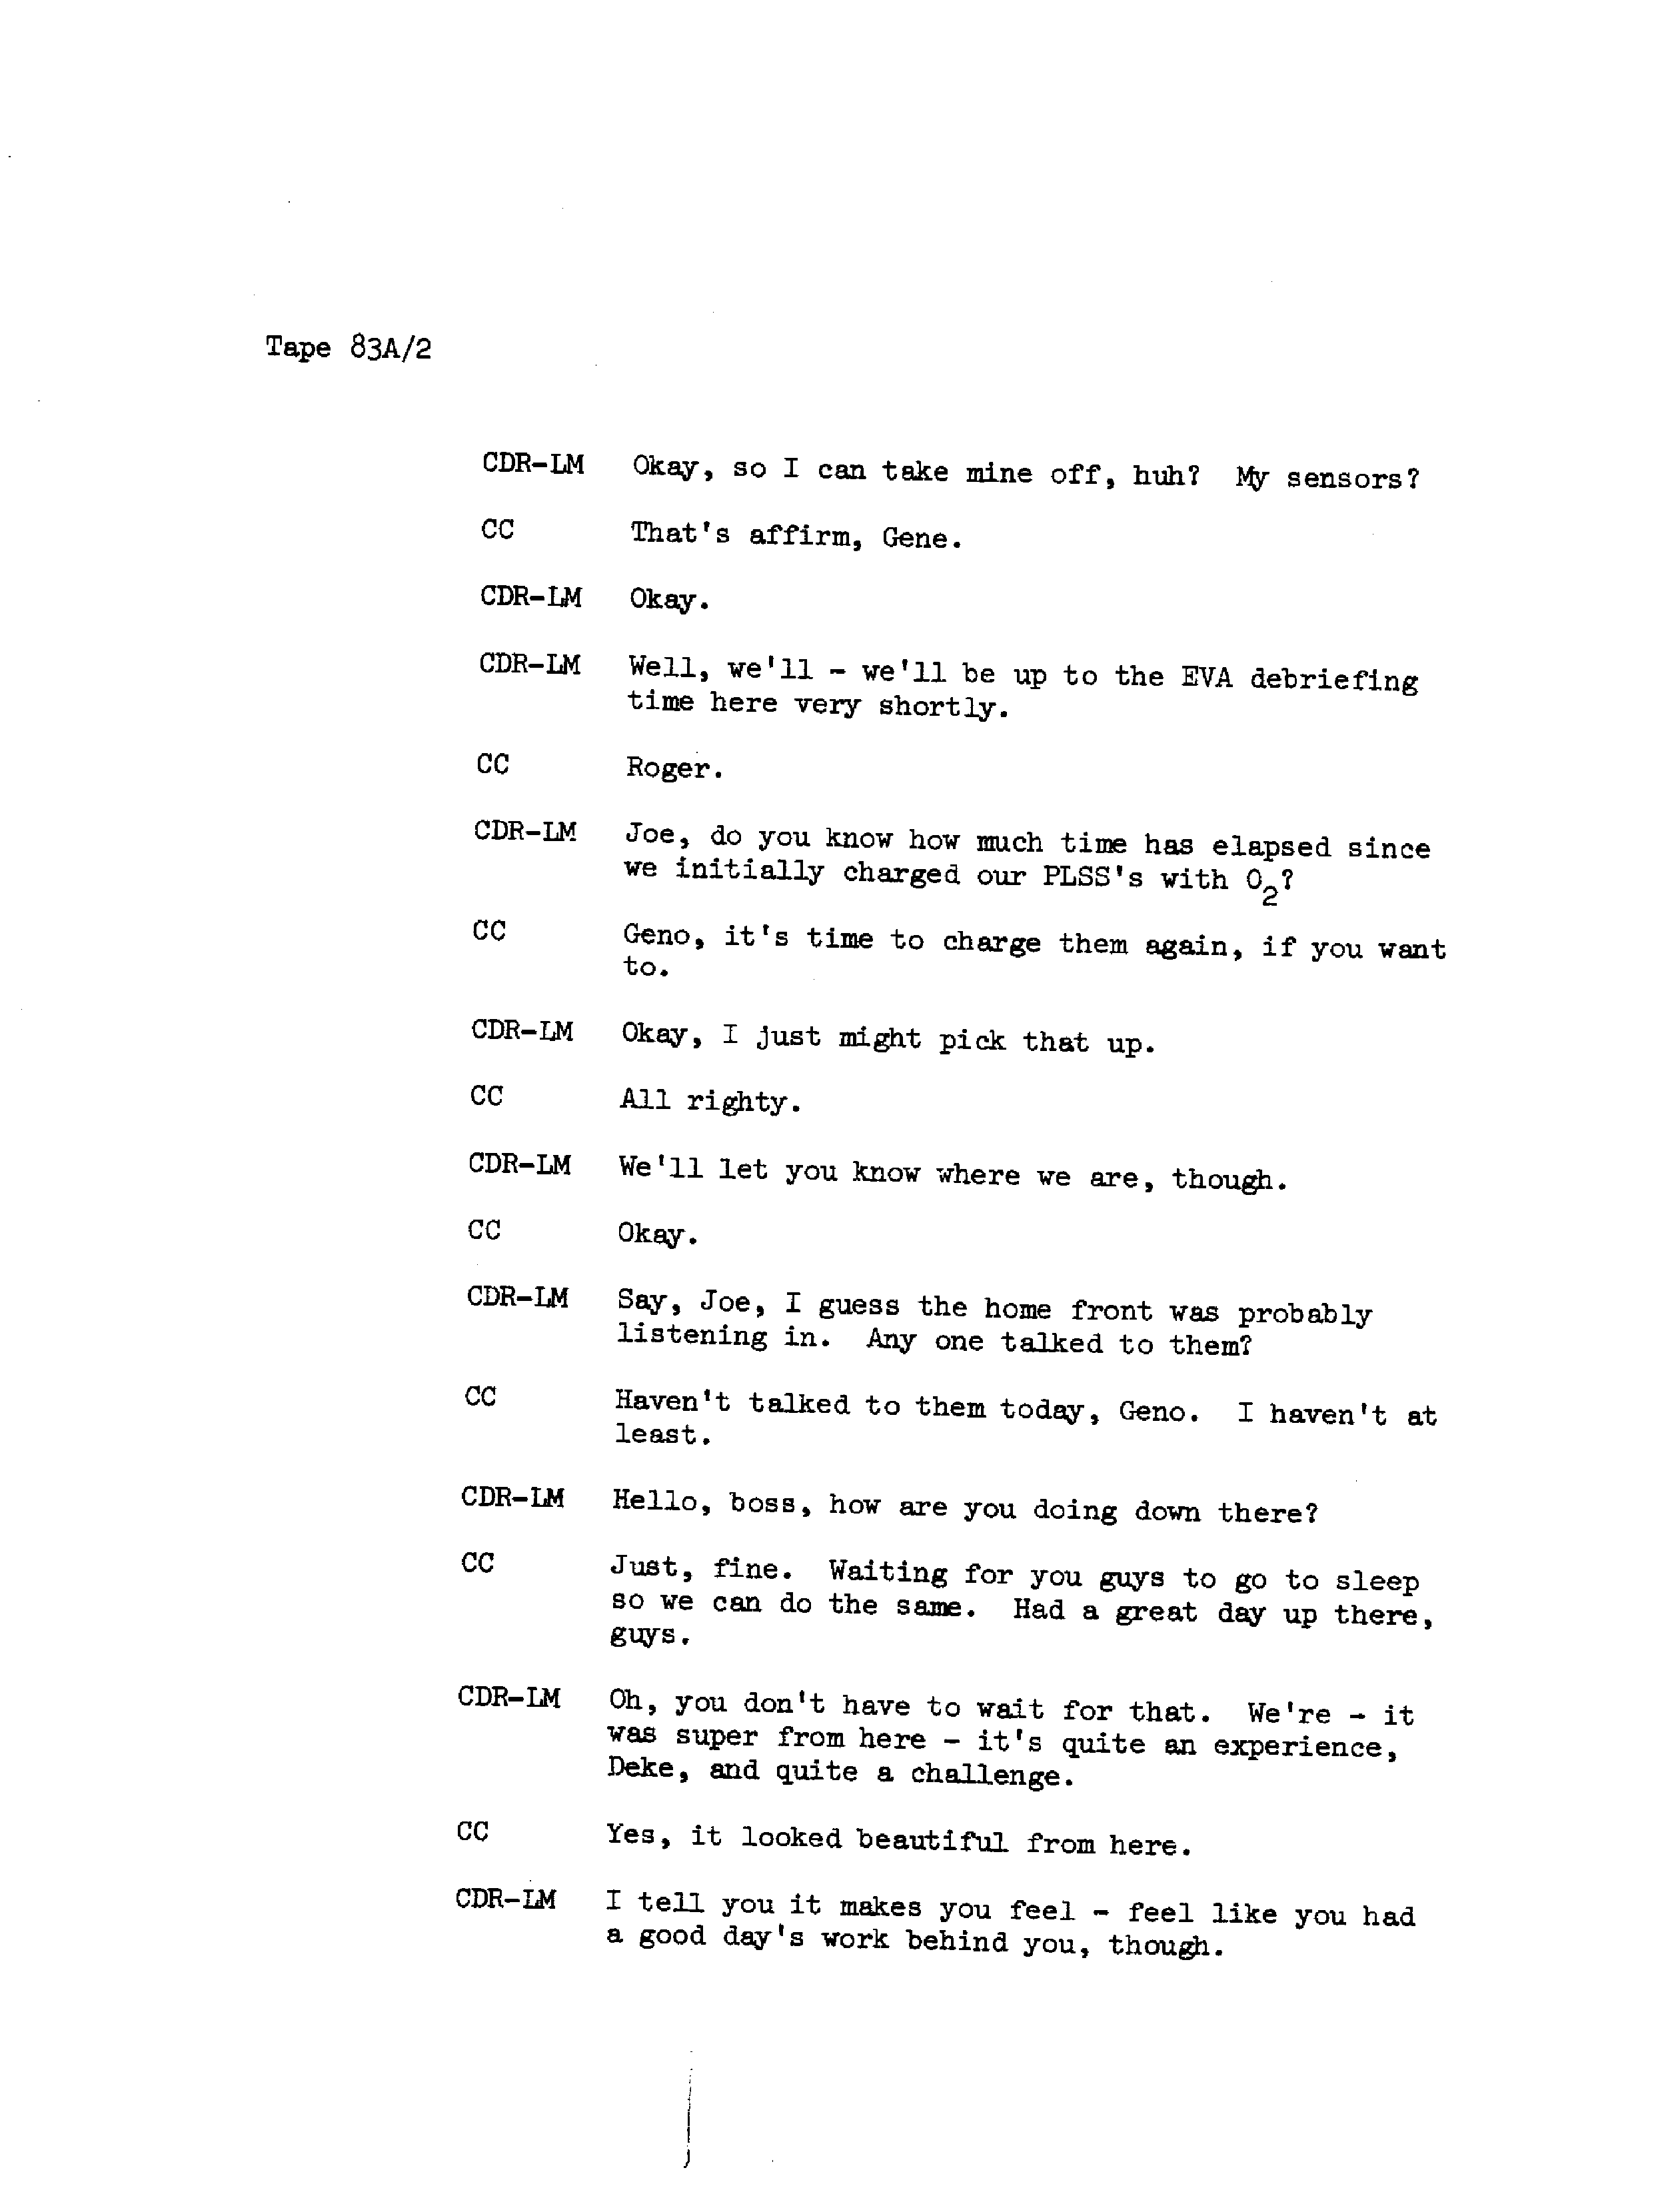 Tape 83A/2
CDR-LM Okay, so I can take mine off, huh? My sensors?
CC That's affirm, Gene.
CDR-LM Okay.
CDR-LM Well, we'll - we'll be up to the EVA debriefing
time here very shortly.
CC Roger.
CDR-LM Joe, do you know how much time has elapsed since
we initially charged our PLSS's with O2?
CC Geno, it's time to charge them again, if you want
to.
CDR-LM Okay, I just might pick that up.
CC All righty.
CDR-LM We'll let you know where we are, though.
CC Okay.
CDR-LM Say, Joe, I guess the home front was probably
listening in. Any one talked to them?
CC Haven't talked to them today, Geno. I haven't at
least.
CDR-LM Hello, boss, how are you doing down there?
CC Just, fine. Waiting for you guys to go to sleep
so we can do the same. Had a great day up there,
guys.
CDR-LM Oh, you don't have to wait for that. We're - it
was super from here - it's quite an experience,
Deke, and quite a challenge.
CC Yes, it looked beautiful from here.
CDR-LM I tell you it makes you feel - feel like you had
a good day's work behind you, though.